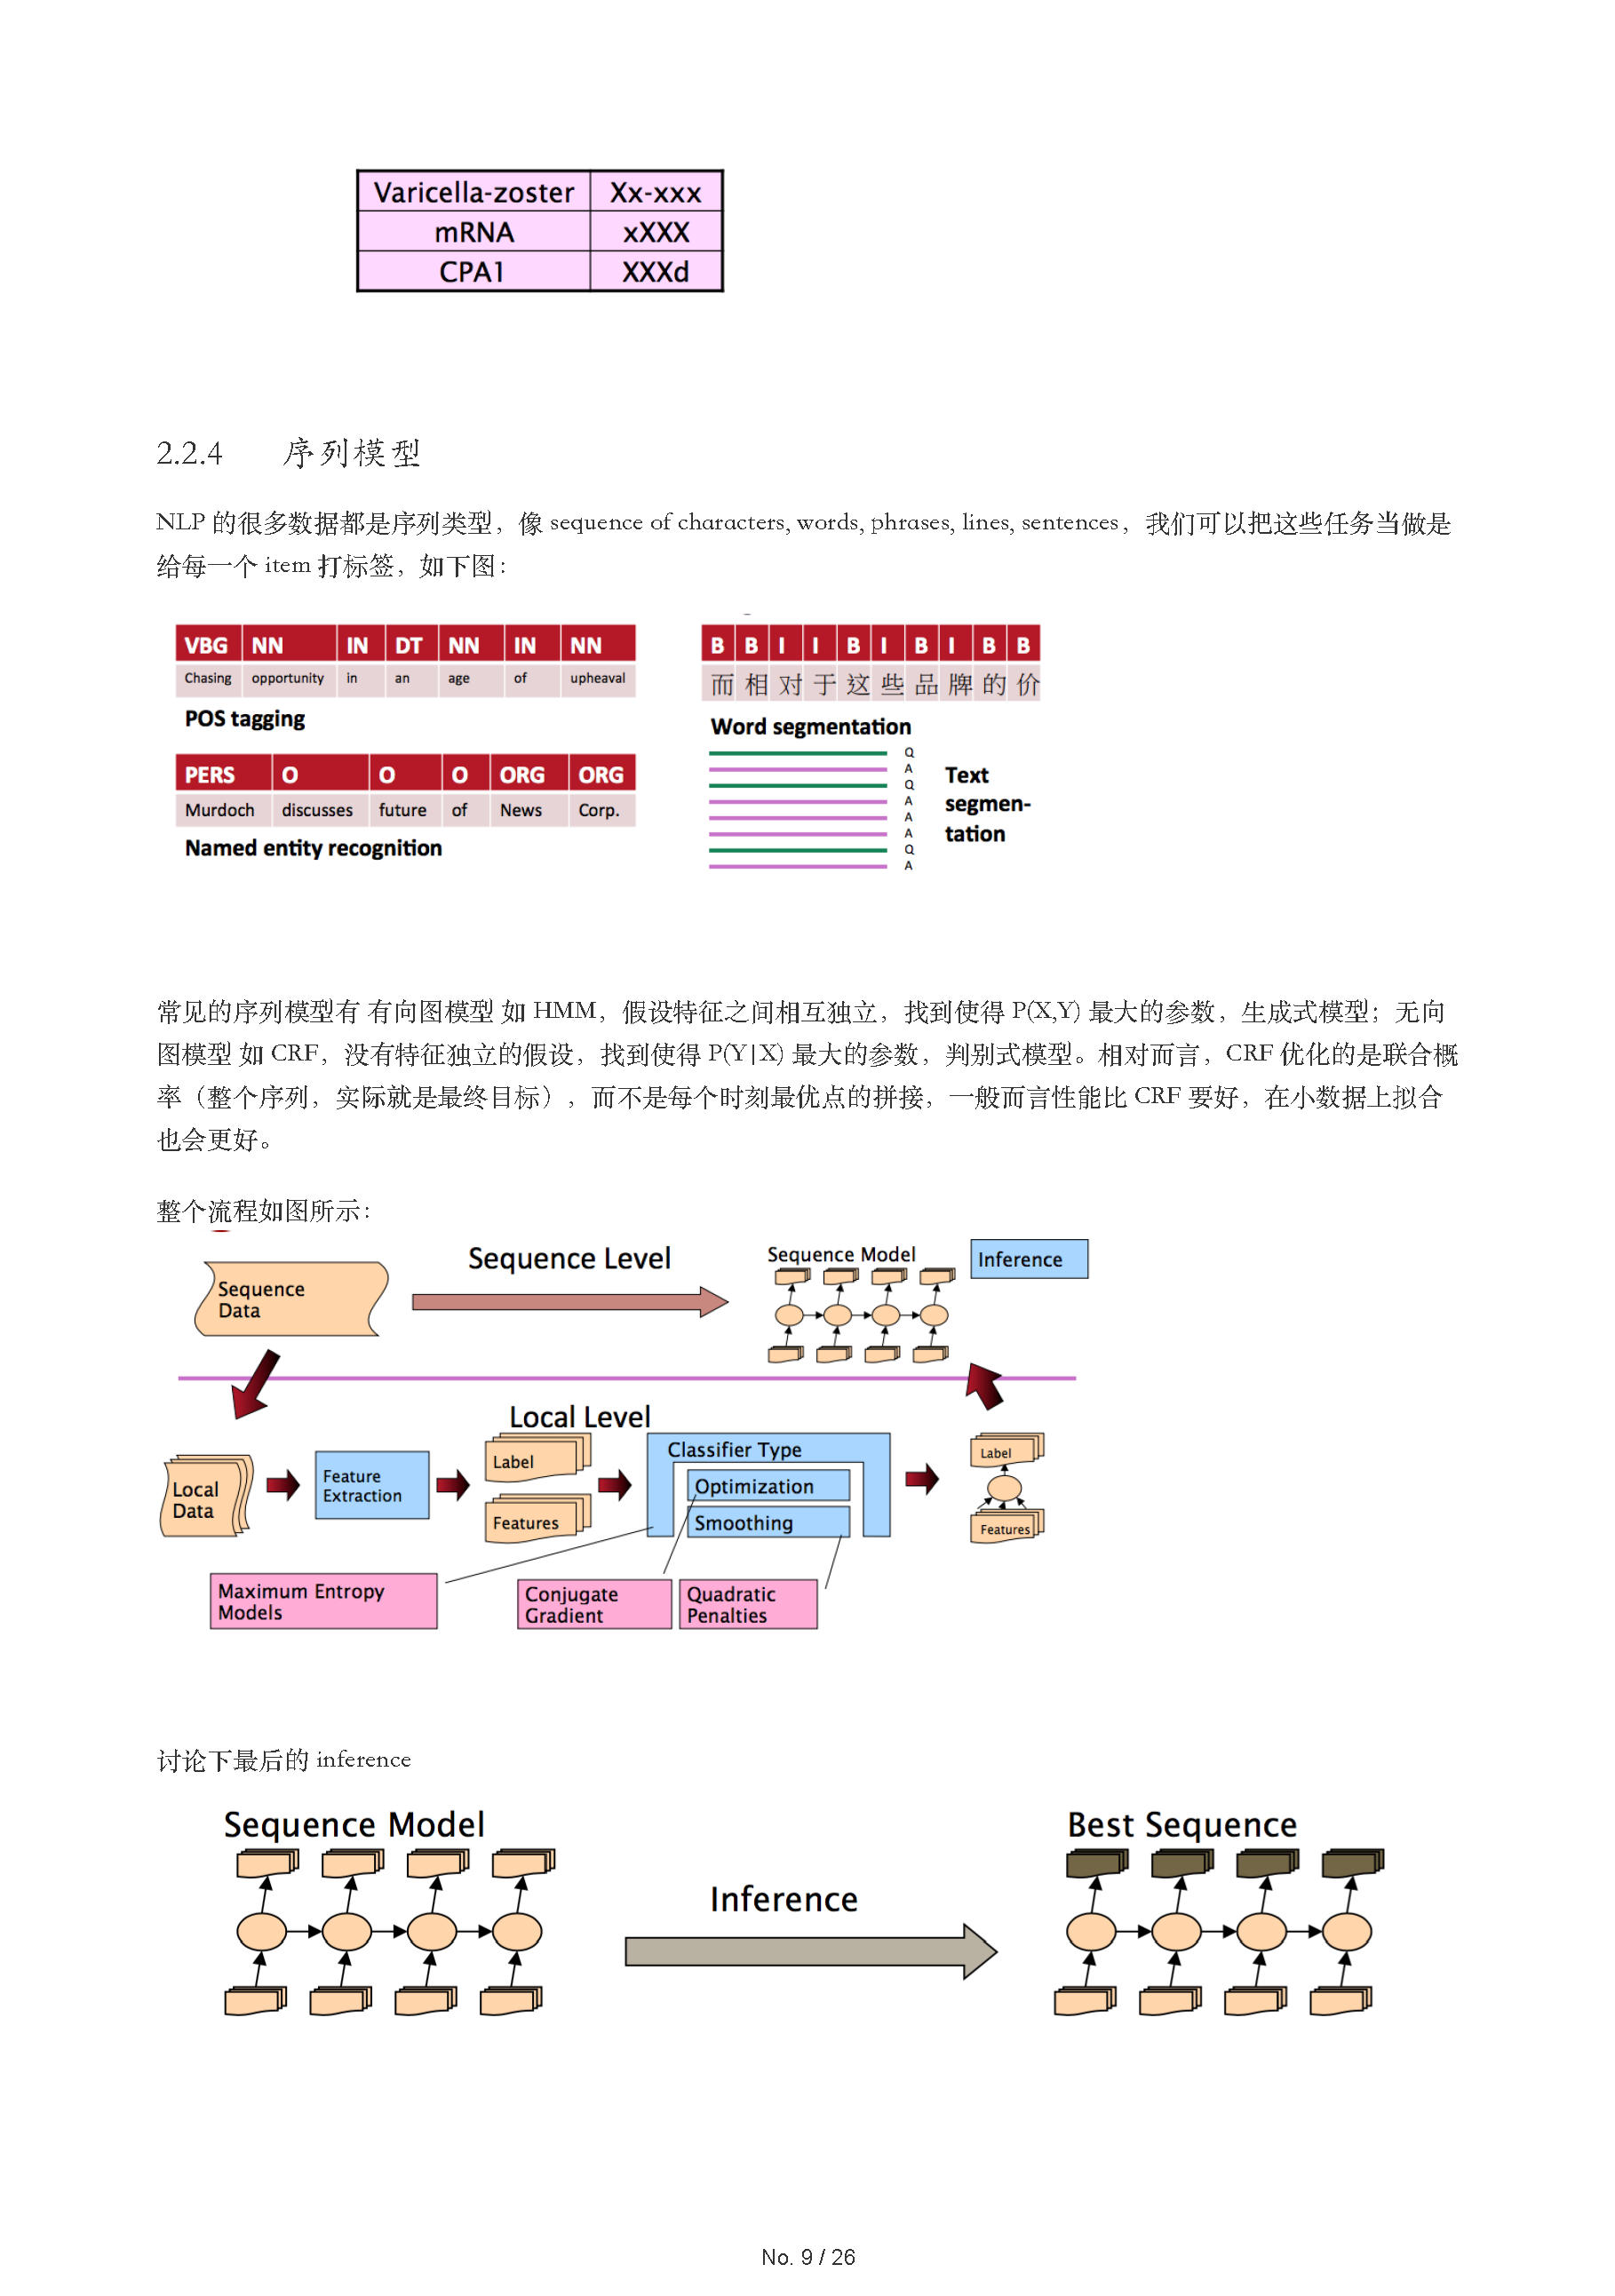 Varicella-zoster Xx-xxx
mRNA xXXX
CPA1 XXXd
2.2.4 序列模型
NLP 的很多数据都是序列类型，像 sequence of characters, words, phrases, lines, sentences，我们可以把这些任务当做是
给每一个 item 打标签，如下图：
VBG NN IN DT NN IN NN
Chasing opportunity in an age of upheaval
POS tagging
PERS O O O ORG ORG
Murdoch discusses future of News Corp.
Named entity recognition
B B I I B I B I B B
而 相 对 于 这 些 品 牌 的 价
Word segmentation
Q
A
Q
A
A
A
Q
A
Text
segmen-
tation
常见的序列模型有 有向图模型 如 HMM，假设特征之间相互独立，找到使得 P(X,Y) 最大的参数，生成式模型；无向
图模型 如 CRF，没有特征独立的假设，找到使得 P(Y|X) 最大的参数，判别式模型。相对而言，CRF 优化的是联合概
率（整个序列，实际就是最终目标），而不是每个时刻最优点的拼接，一般而言性能比 CRF 要好，在小数据上拟合
也会更好。
整个流程如图所示：
Sequence Level
Sequence Model
Inference
Sequence
Data
Local Level
Local
Data
Feature
Extraction
Label
Features
Classifier Type
Optimization
Smoothing
Label
Features
Maximum Entropy
Models
Conjugate
Gradient
Quadratic
Penalties
讨论下最后的 inference
Sequence Model
Inference
Best Sequence
No. 9 / 26